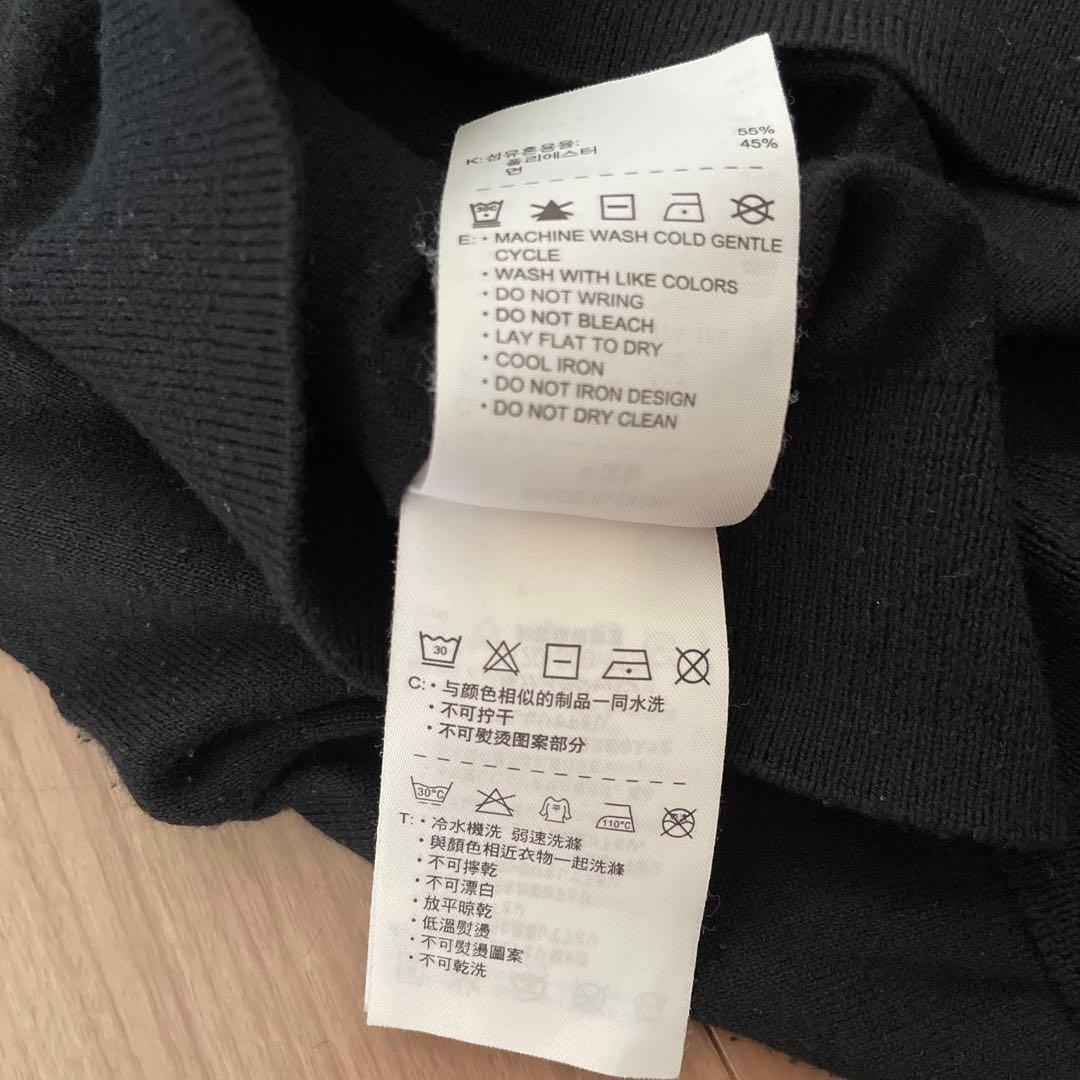 K: 섬유혼용율:
폴리에스터 55%
면 45%
30C
E: • MACHINE WASH COLD GENTLE
CYCLE
• WASH WITH LIKE COLORS
• DO NOT WRING
• DO NOT BLEACH
• LAY FLAT TO DRY
• COOL IRON
• DO NOT IRON DESIGN
• DO NOT DRY CLEAN
30
C: • 与颜色相似的制品一同水洗
• 不可拧干
• 不可熨烫图案部分
30°C 平 110°C
T: • 冷水機洗 弱速洗滌
• 與顏色相近衣物一起洗滌
• 不可擰乾
• 不可漂白
• 放平晾乾
• 低溫熨燙
• 不可熨燙圖案
• 不可乾洗